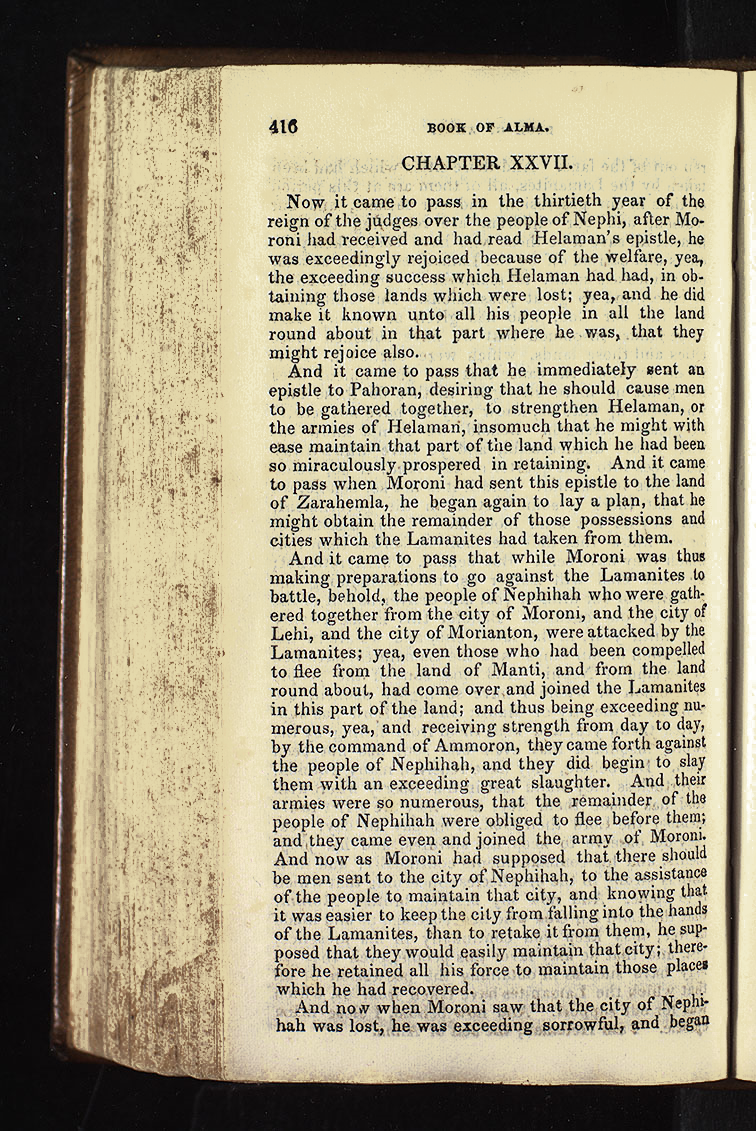 416 BOOK OF ALMA.
CHAPTER XXVII.
Now it came to pass in the thirtieth year of the
reign of the judges over the people of Nephi, after Mo-
roni had received and had read Helaman's epistle, he
was exceedingly rejoiced because of the welfare, yea,
the exceeding success which Helaman had had, in ob-
taining those lands which were lost; yea, and he did
make it known unto all his people in all the land
round about in that part where he was, that they
might rejoice also.
And it came to pass that he immediately sent an
epistle to Pahoran, desiring that he should cause men
to be gathered together, to strengthen Helaman, or
the armies of Helaman, insomuch that he might with
ease maintain that part of the land which he had been
so miraculously prospered in retaining. And it came
to pass when Moroni had sent this epistle to the land
of Zarahemla, he began again to lay a plan, that he
might obtain the remainder of those possessions and
cities which the Lamanites had taken from them.
And it came to pass that while Moroni was thus
making preparations to go against the Lamanites to
battle, behold, the people of Nephihah who were gath-
ered together from the city of Moroni, and the city of
Lehi, and the city of Morianton, were attacked by the
Lamanites; yea, even those who had been compelled
to flee from the land of Manti, and from the land
round about, had come over and joined the Lamanites
in this part of the land; and thus being exceeding nu-
merous, yea, and receiving strength from day to day,
by the command of Ammoron, they came forth against
the people of Nephihah, and they did begin to slay
them with an exceeding great slaughter. And their
armies were so numerous, that the remainder of the
people of Nephihah were obliged to flee before them;
and they came even and joined the army of Moroni.
And now as Moroni had supposed that there should
be men sent to the city of Nephihah, to the assistance
of the people to maintain that city, and knowing that
it was easier to keep the city from falling into the hands
of the Lamanites, than to retake it from them, he sup-
posed that they would easily maintain that city; there-
fore he retained all his force to maintain those places
which he had recovered.
And now when Moroni saw that the city of Nephi-
hah was lost, he was exceeding sorrowful, and began